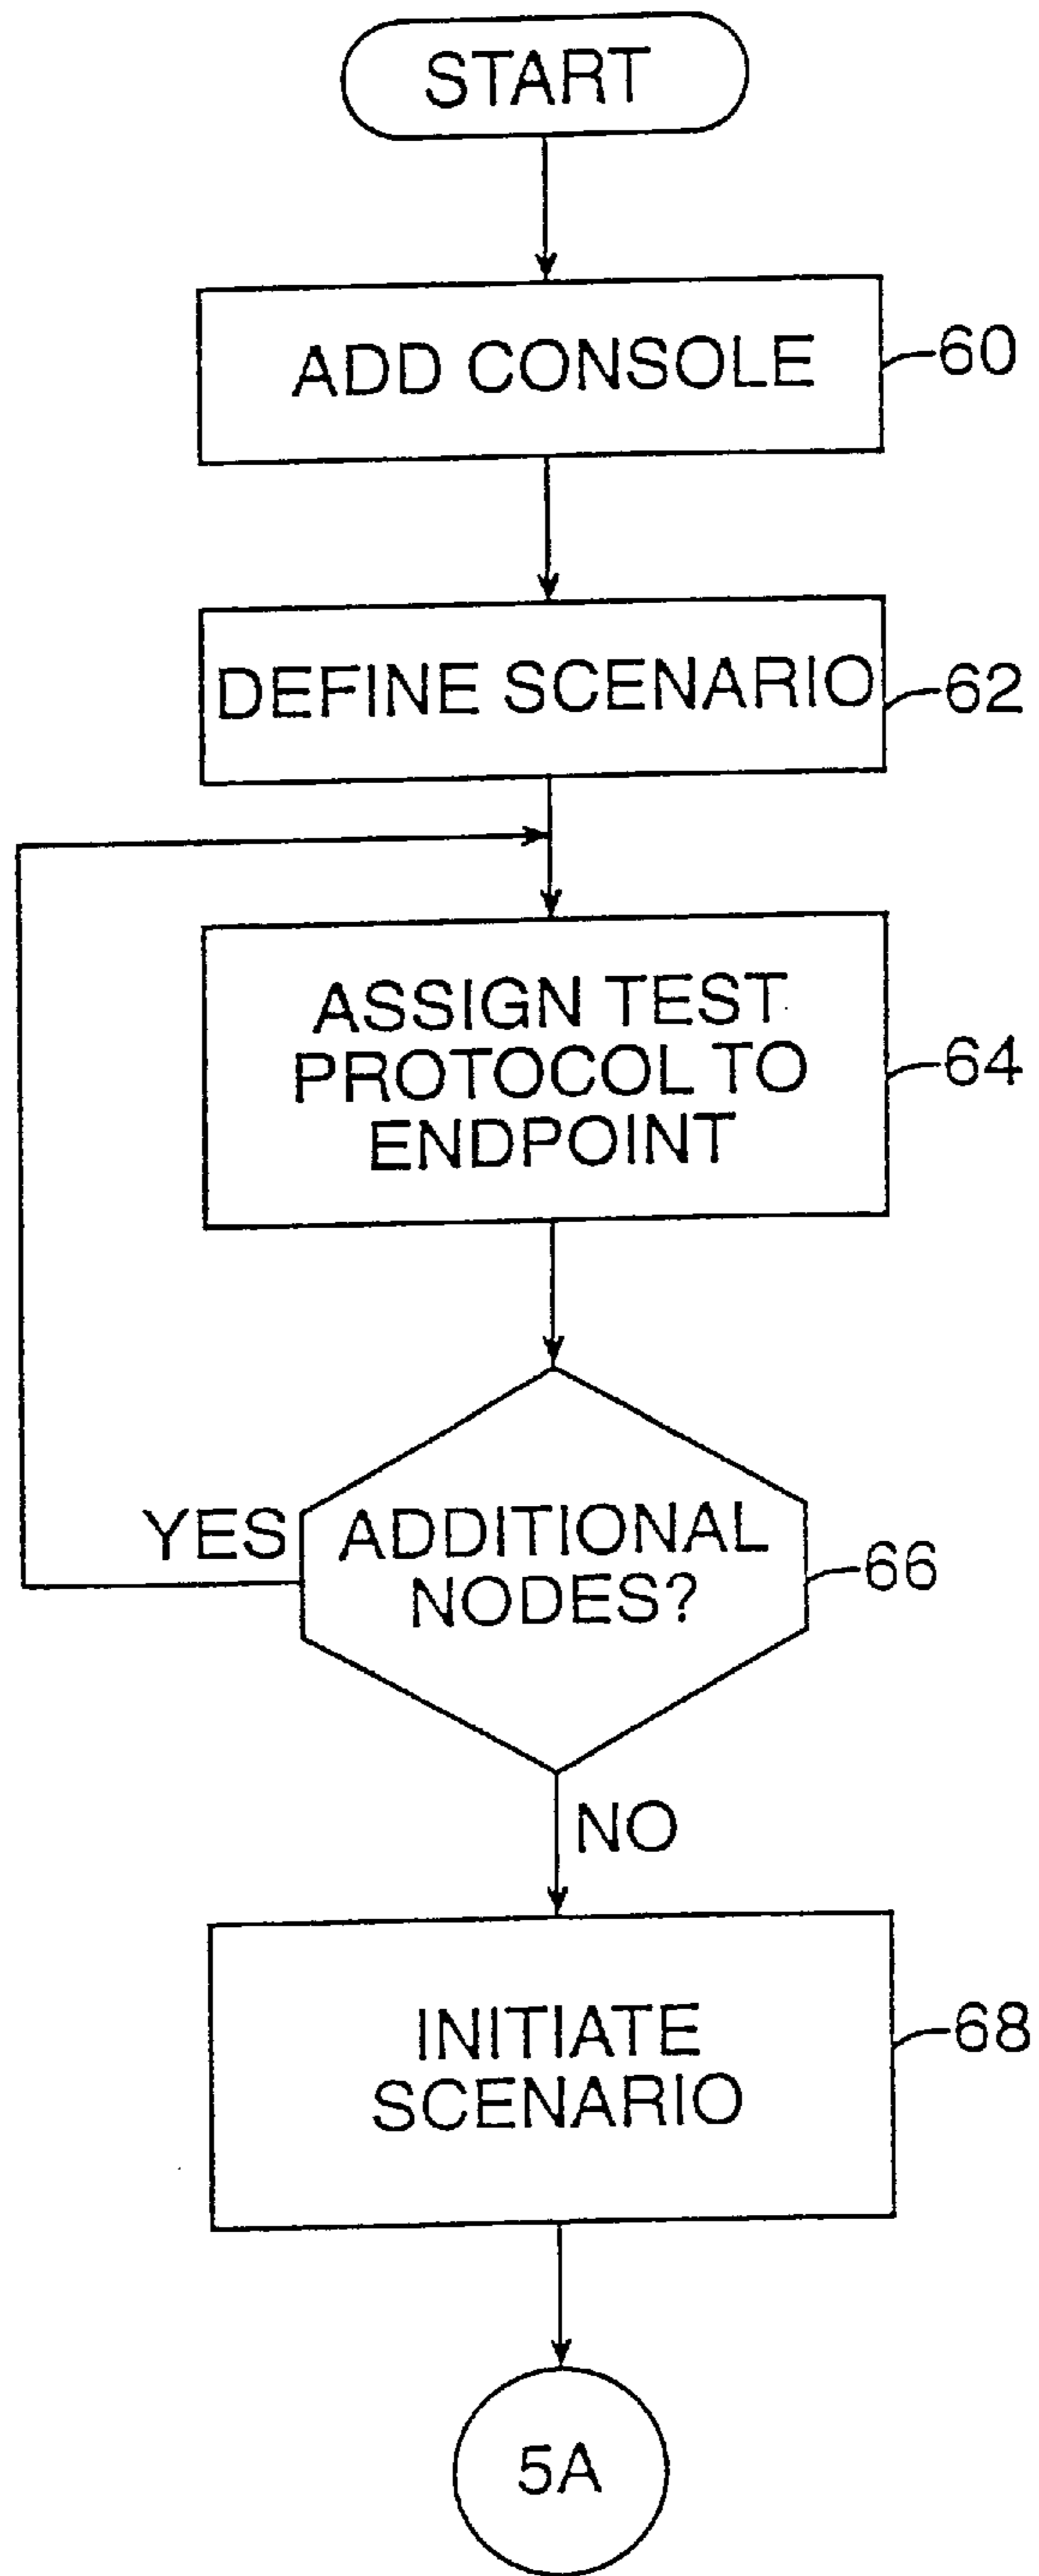 START
ADD CONSOLE
60
DEFINE SCENARIO
62
ASSIGN TEST
PROTOCOL TO
ENDPOINT
64
YES
ADDITIONAL
NODES?
66
NO
INITIATE
SCENARIO
68
5A